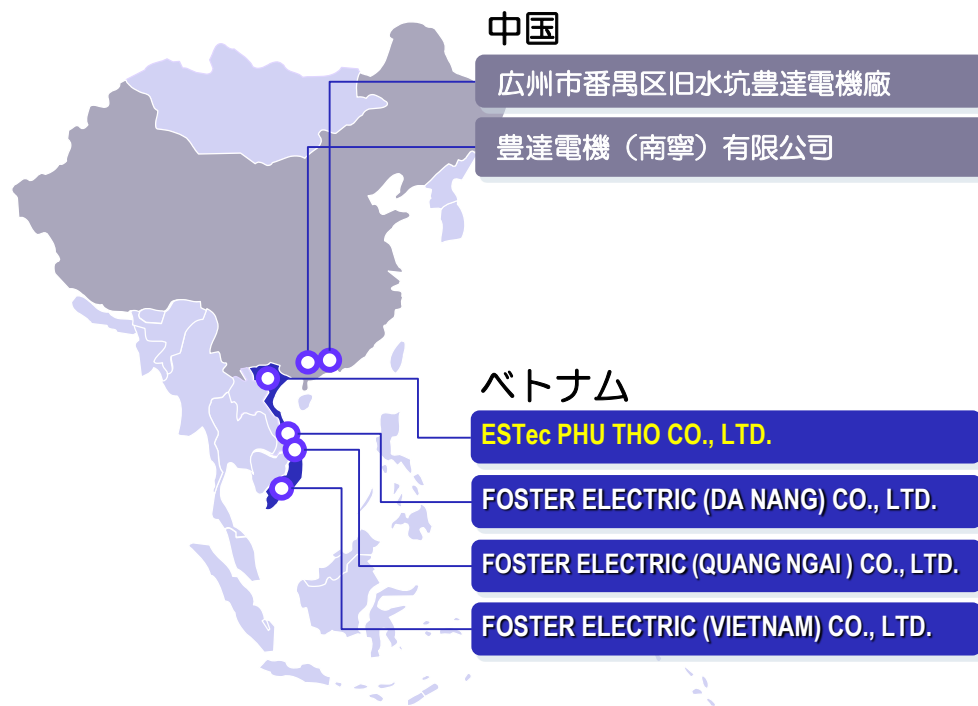 中国
広州市番禺区旧水坑豊達電機廠
豊達電機（南寧）有限公司
ベトナム
ESTec PHU THO CO., LTD.
FOSTER ELECTRIC (DA NANG) CO., LTD.
FOSTER ELECTRIC (QUANG NGAI ) CO., LTD.
FOSTER ELECTRIC (VIETNAM) CO., LTD.